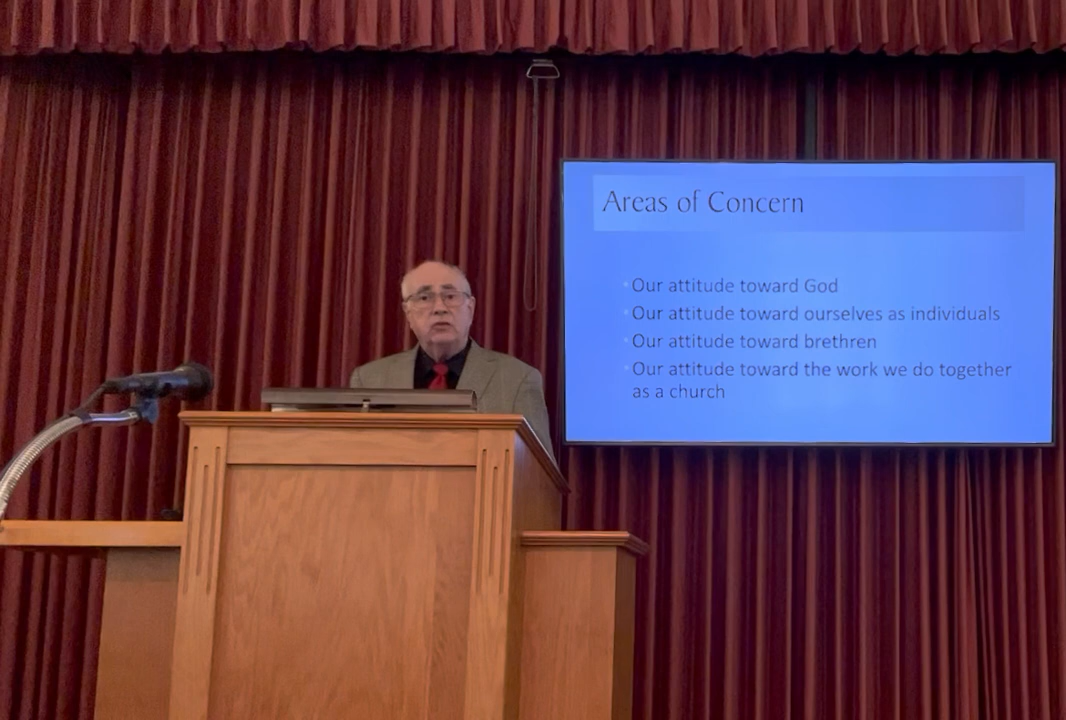 Areas of Concern
Our attitude toward God
Our attitude toward ourselves as individuals
Our attitude toward brethren
Our attitude toward the work we do together
as a church